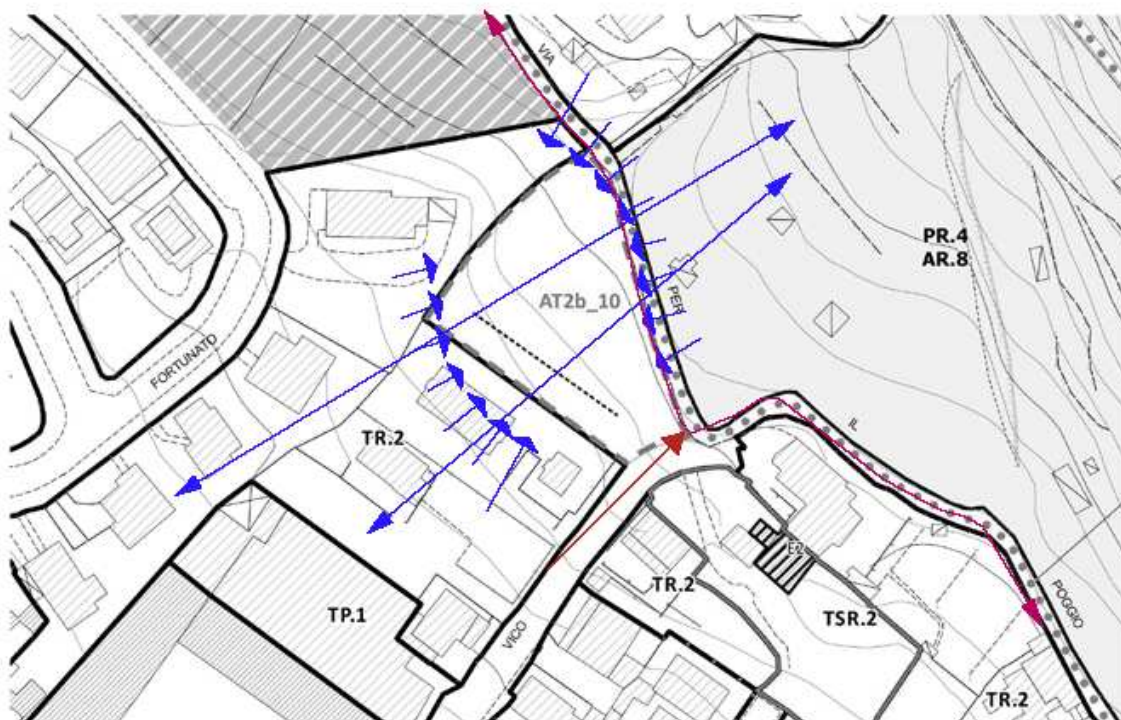 VIA
PR.4
AR.8
AT2b_10
PER
FORTUNATO
IL
TR.2
E2
TR.2
TP.1
TSR.2
POGGIO
VICO
TR.2